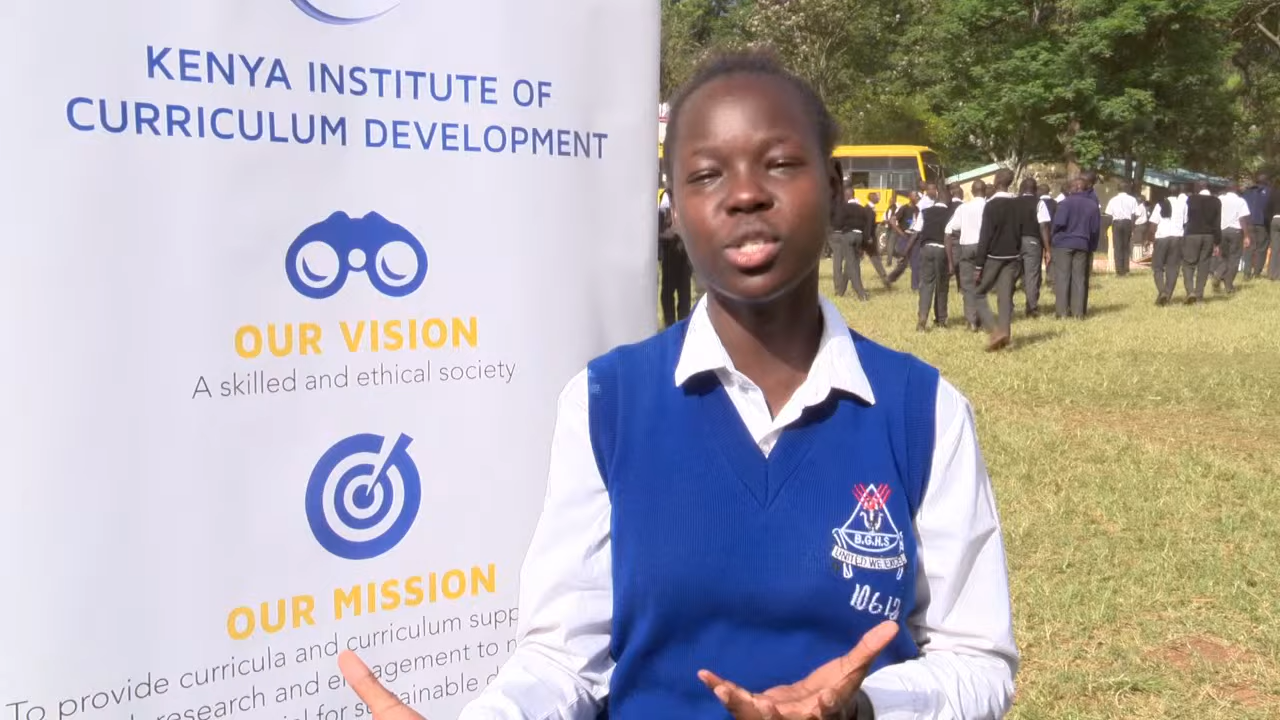 KENYA INSTITUTE OF
CURRICULUM DEVELOPMENT
OUR VISION
A skilled and ethical society
OUR MISSION
To provide curricula and curriculum supp
research and engagement to
for sustainable d
B.G.H.S
UNITED WE EXCEL
10612